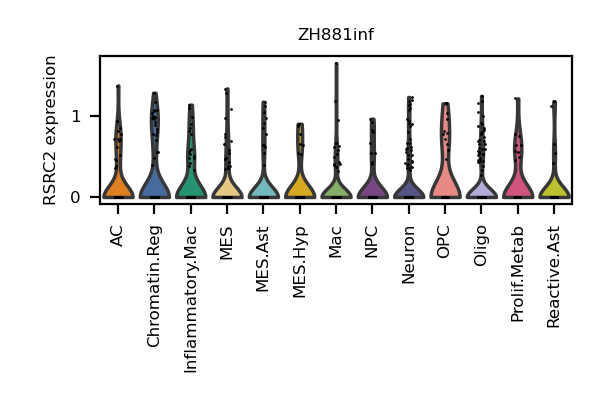 ZH881inf
RSRC2 expression
1
0
AC
Chromatin.Reg
Inflammatory.Mac
MES
MES.Ast
MES.Hyp
Mac
NPC
Neuron
OPC
Oligo
Prolif.Metab
Reactive.Ast